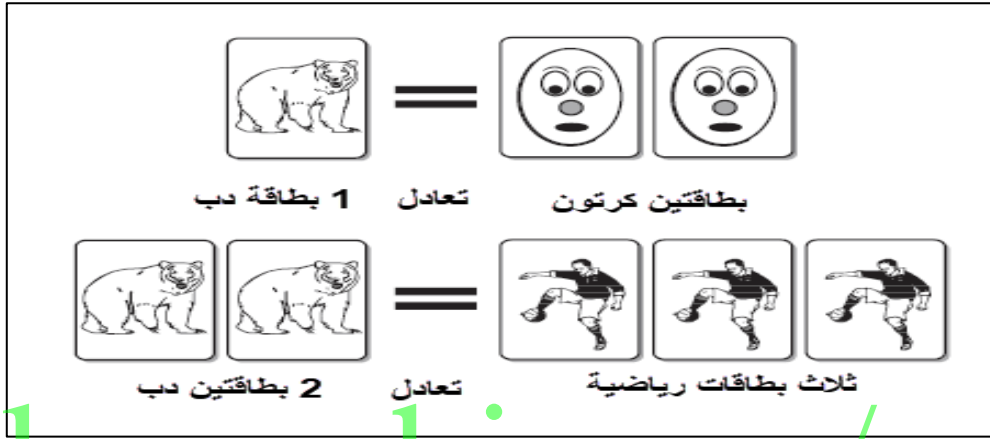 بطاقتين كرتون تعادل 1 بطاقة دب
ثلاث بطاقات رياضية تعادل 2 بطاقتين دب